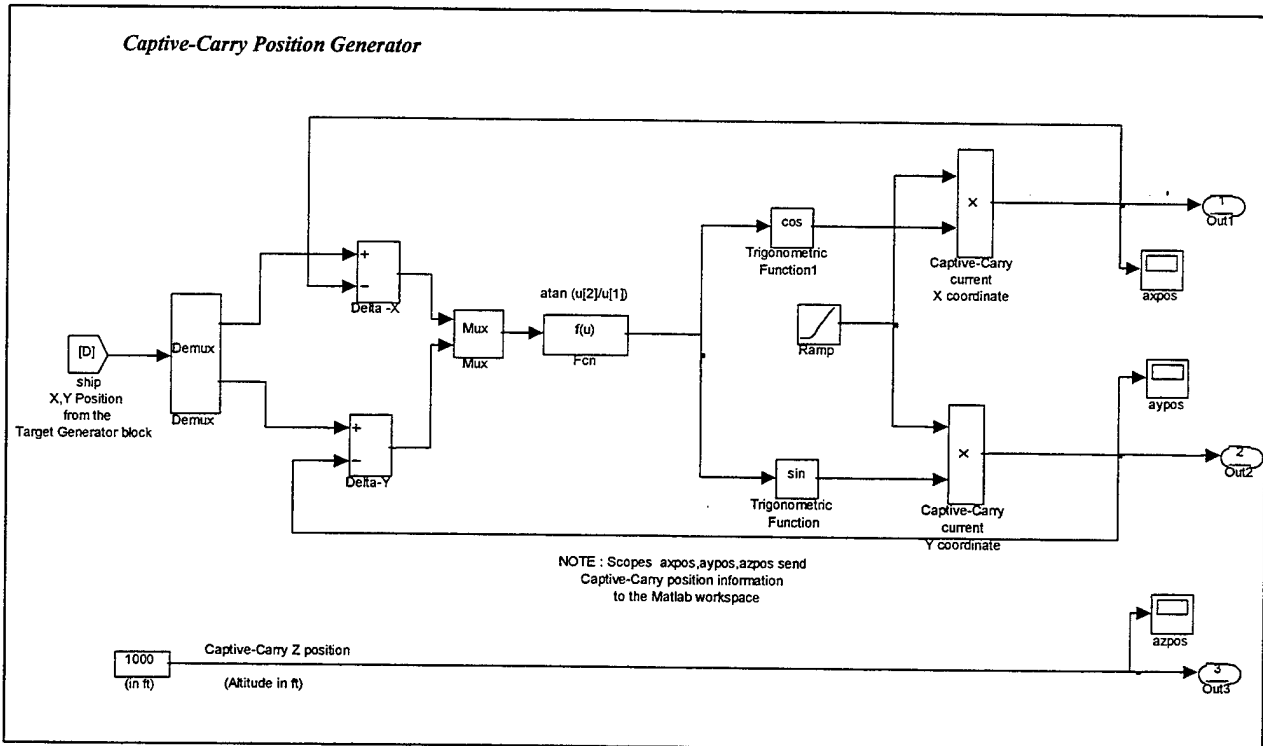 Captive-Carry Position Generator
+
−
Delta -X
atan (u[2]/u[1])
cos
Trigonometric
Function1
X
Captive-Carry
current
X coordinate
1
Out1
axpos
[D]
ship
X,Y Position
from the
Target Generator block
Demux
Demux
Mux
Mux
f(u)
Fcn
Ramp
aypos
+
−
Delta-Y
sin
Trigonometric
Function
X
Captive-Carry
current
Y coordinate
2
Out2
NOTE : Scopes axpos,aypos,azpos send
Captive-Carry position information
to the Matlab workspace
azpos
1000
(in ft)
Captive-Carry Z position
(Altitude in ft)
3
Out3